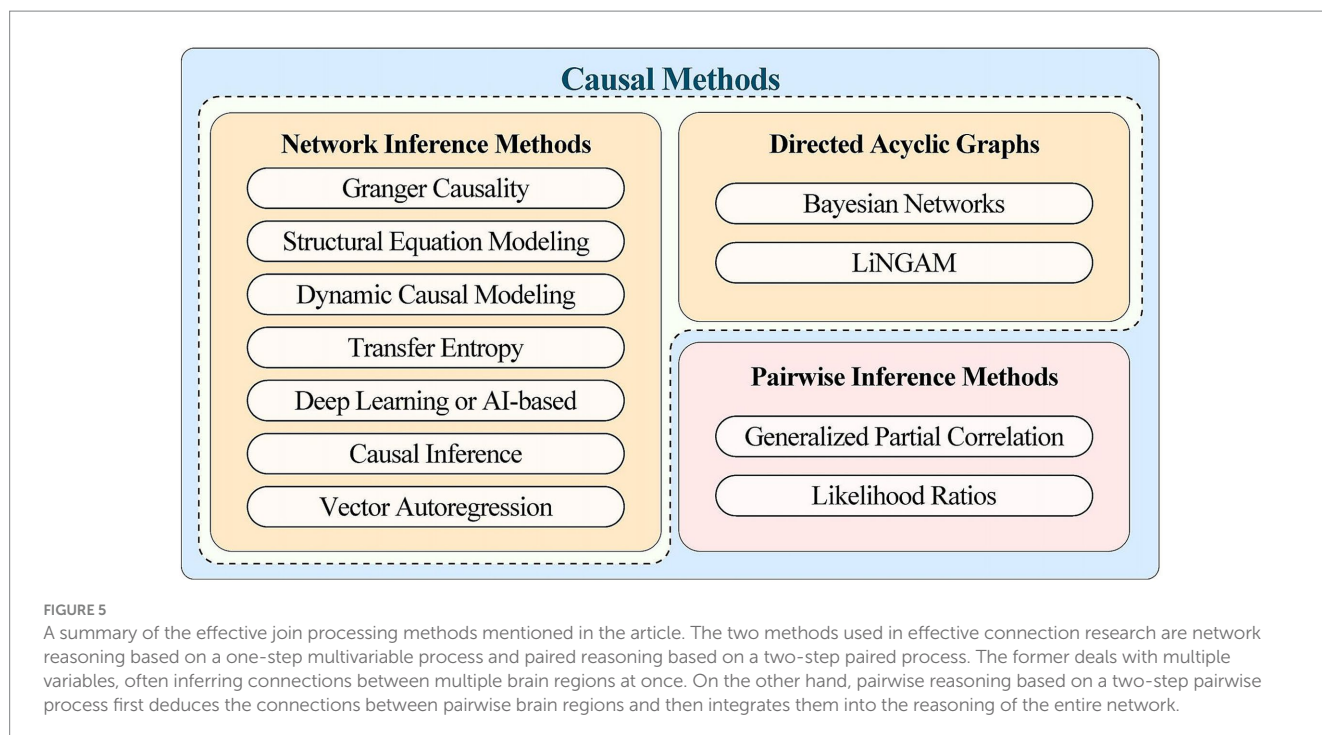 Causal Methods
Network Inference Methods
Granger Causality
Structural Equation Modeling
Dynamic Causal Modeling
Transfer Entropy
Deep Learning or AI-based
Causal Inference
Vector Autoregression
Directed Acyclic Graphs
Bayesian Networks
LiNGAM
Pairwise Inference Methods
Generalized Partial Correlation
Likelihood Ratios
FIGURE 5
A summary of the effective join processing methods mentioned in the article. The two methods used in effective connection research are network
reasoning based on a one-step multivariable process and paired reasoning based on a two-step paired process. The former deals with multiple
variables, often inferring connections between multiple brain regions at once. On the other hand, pairwise reasoning based on a two-step pairwise
process first deduces the connections between pairwise brain regions and then integrates them into the reasoning of the entire network.